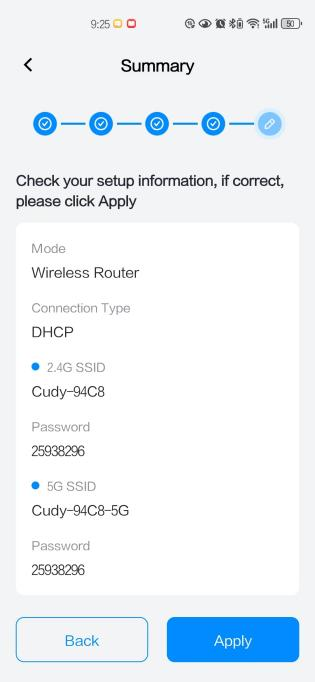 9:25
50
Summary
Check your setup information, if correct,
please click Apply
Mode
Wireless Router
Connection Type
DHCP
2.4G SSID
Cudy-94C8
Password
25938296
5G SSID
Cudy-94C8-5G
Password
25938296
Back
Apply